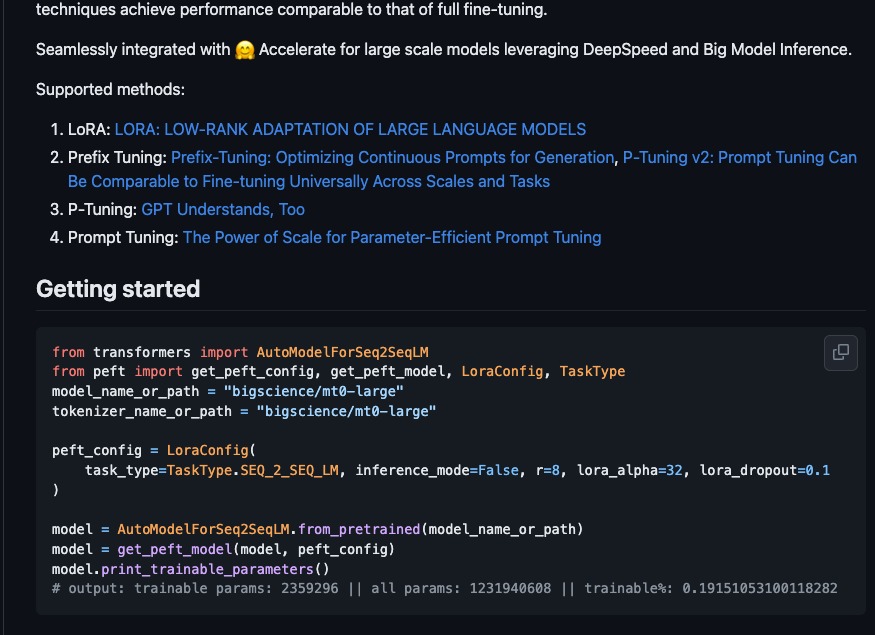 techniques achieve performance comparable to that of full fine-tuning.
Seamlessly integrated with 🤗 Accelerate for large scale models leveraging DeepSpeed and Big Model Inference.
Supported methods:
1. LoRA: LORA: LOW-RANK ADAPTATION OF LARGE LANGUAGE MODELS
2. Prefix Tuning: Prefix-Tuning: Optimizing Continuous Prompts for Generation, P-Tuning v2: Prompt Tuning Can
Be Comparable to Fine-tuning Universally Across Scales and Tasks
3. P-Tuning: GPT Understands, Too
4. Prompt Tuning: The Power of Scale for Parameter-Efficient Prompt Tuning
Getting started
from transformers import AutoModelForSeq2SeqLM
from peft import get_peft_config, get_peft_model, LoraConfig, TaskType
model_name_or_path = "bigscience/mt0-large"
tokenizer_name_or_path = "bigscience/mt0-large"
peft_config = LoraConfig(
    task_type=TaskType.SEQ_2_SEQ_LM, inference_mode=False, r=8, lora_alpha=32, lora_dropout=0.1
)
model = AutoModelForSeq2SeqLM.from_pretrained(model_name_or_path)
model = get_peft_model(model, peft_config)
model.print_trainable_parameters()
# output: trainable params: 2359296 || all params: 1231940608 || trainable%: 0.19151053100118282